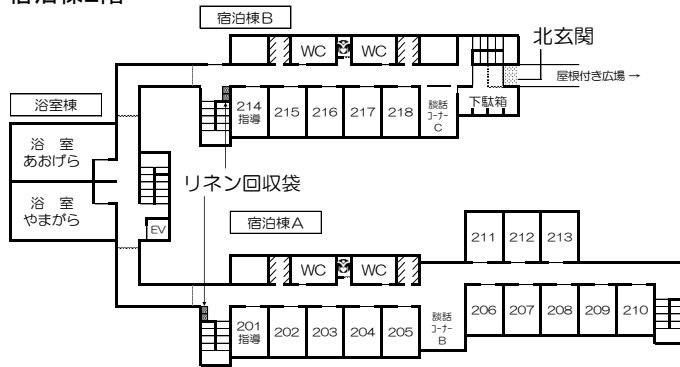 宿泊棟2階
宿泊棟B
WC
WC
北玄関
屋根付き広場 →
下駄箱
214
指導
215
216
217
218
談話
コーナー
C
浴室棟
浴 室
あおげら
浴 室
やまがら
EV
リネン回収袋
宿泊棟A
211
212
213
WC
WC
201
指導
202
203
204
205
談話
コーナー
B
206
207
208
209
210